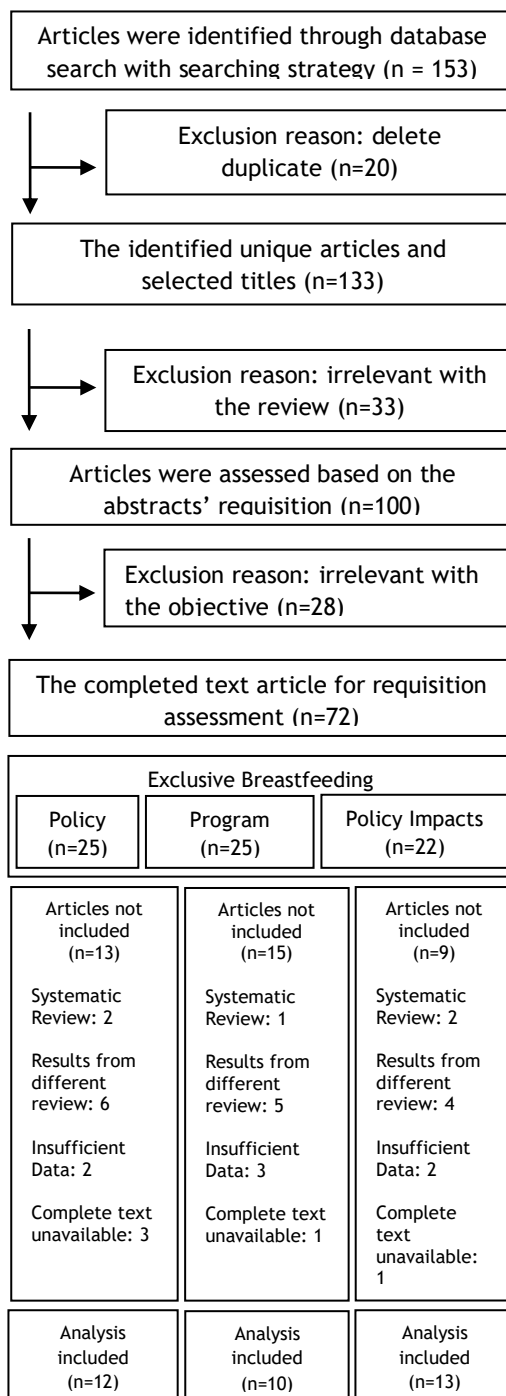 Articles were identified through database
search with searching strategy (n = 153)
Exclusion reason: delete
duplicate (n=20)
The identified unique articles and
selected titles (n=133)
Exclusion reason: irrelevant with
the review (n=33)
Articles were assessed based on the
abstracts’ requisition (n=100)
Exclusion reason: irrelevant with
the objective (n=28)
The completed text article for requisition
assessment (n=72)
Exclusive Breastfeeding
Policy
(n=25)
Program
(n=25)
Policy Impacts
(n=22)
Articles not
included
(n=13)
Systematic
Review: 2
Results from
different
review: 6
Insufficient
Data: 2
Complete text
unavailable: 3
Articles not
included
(n=15)
Systematic
Review: 1
Results from
different
review: 5
Insufficient
Data: 3
Complete text
unavailable: 1
Articles not
included
(n=9)
Systematic
Review: 2
Results from
different
review: 4
Insufficient
Data: 2
Complete
text
unavailable:
1
Analysis
included
(n=12)
Analysis
included
(n=10)
Analysis
included
(n=13)